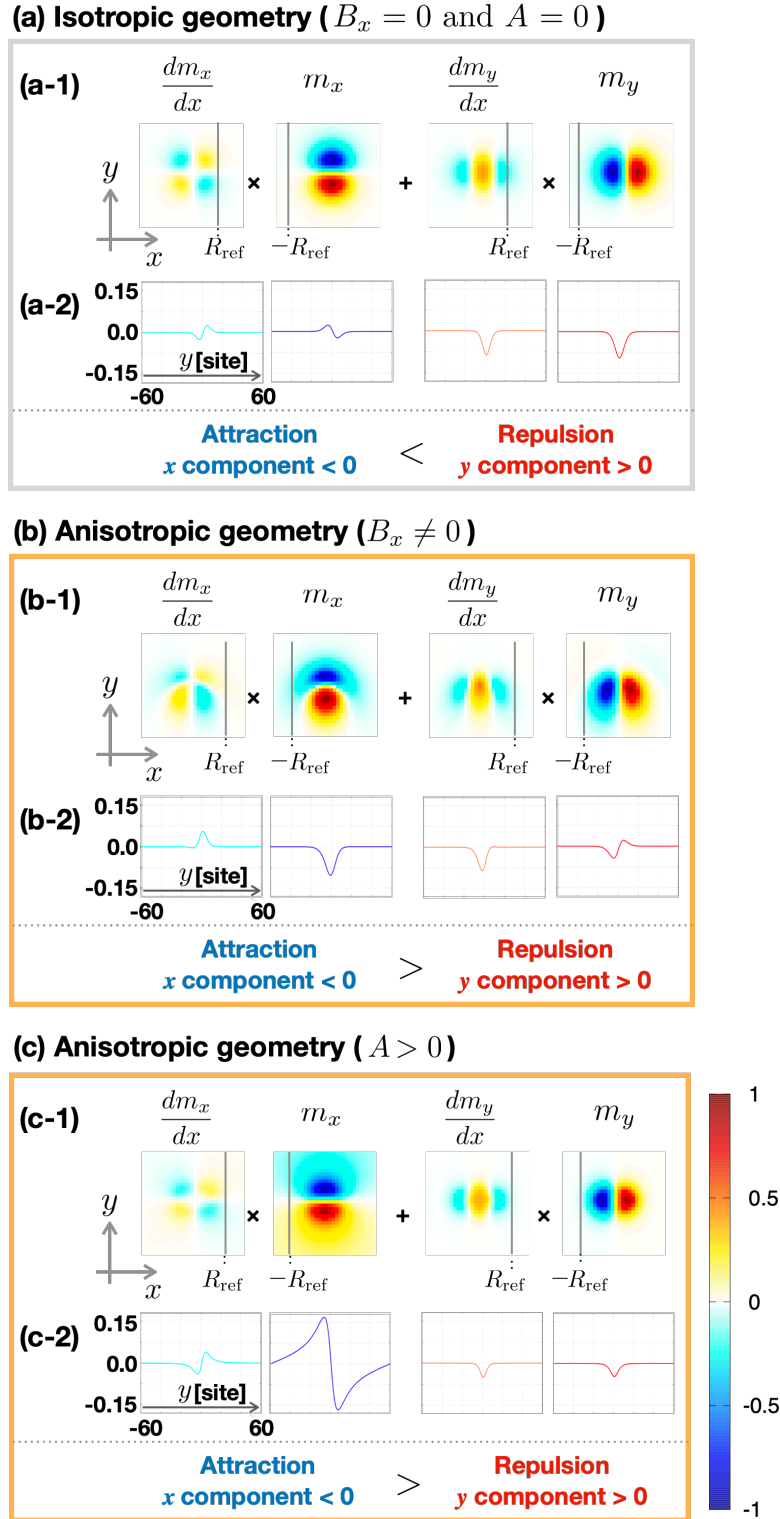 (a) Isotropic geometry ( B_x = 0 and A = 0 )
(a-1) dm_x/dx m_x dm_y/dx m_y
y × + ×
x R_ref −R_ref R_ref −R_ref
(a-2) 0.15
0.0
y [site]
-0.15
-60 60
Attraction < Repulsion
x component < 0 y component > 0
(b) Anisotropic geometry ( B_x ≠ 0 )
(b-1) dm_x/dx m_x dm_y/dx m_y
y × + ×
x R_ref −R_ref R_ref −R_ref
(b-2) 0.15
0.0
y [site]
-0.15
-60 60
Attraction > Repulsion
x component < 0 y component > 0
(c) Anisotropic geometry ( A > 0 )
(c-1) dm_x/dx m_x dm_y/dx m_y
y × + ×
x R_ref −R_ref R_ref −R_ref
(c-2) 0.15
0.0
y [site]
-0.15
-60 60
Attraction > Repulsion
x component < 0 y component > 0
1
0.5
0
-0.5
-1